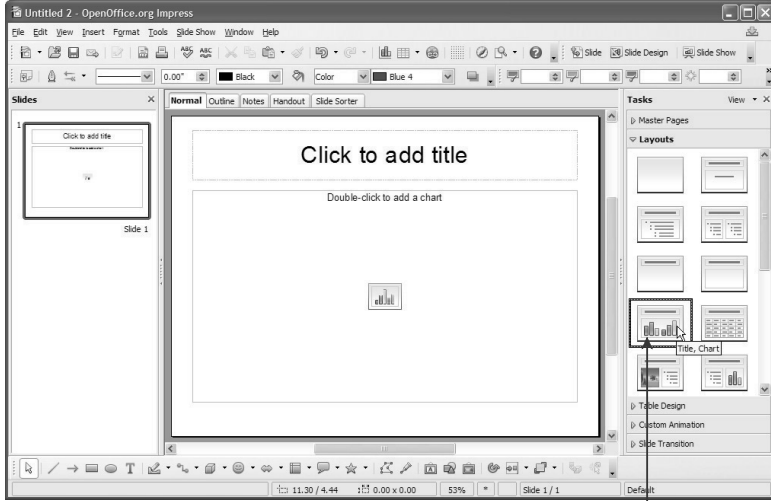 Untitled 2 - OpenOffice.org Impress
File Edit View Insert Format Tools Slide Show Window Help
ABC ABC Slide Slide Design Slide Show
0.00" Black Color Blue 4
Slides
Normal Outline Notes Handout Slide Sorter
Tasks View
Master Pages
Layouts
1
Click to add title
Slide 1
Click to add title
Double-click to add a chart
Title, Chart
Table Design
Custom Animation
Slide Transition
T
11.30 / 4.44 0.00 x 0.00 53% * Slide 1 / 1 Default